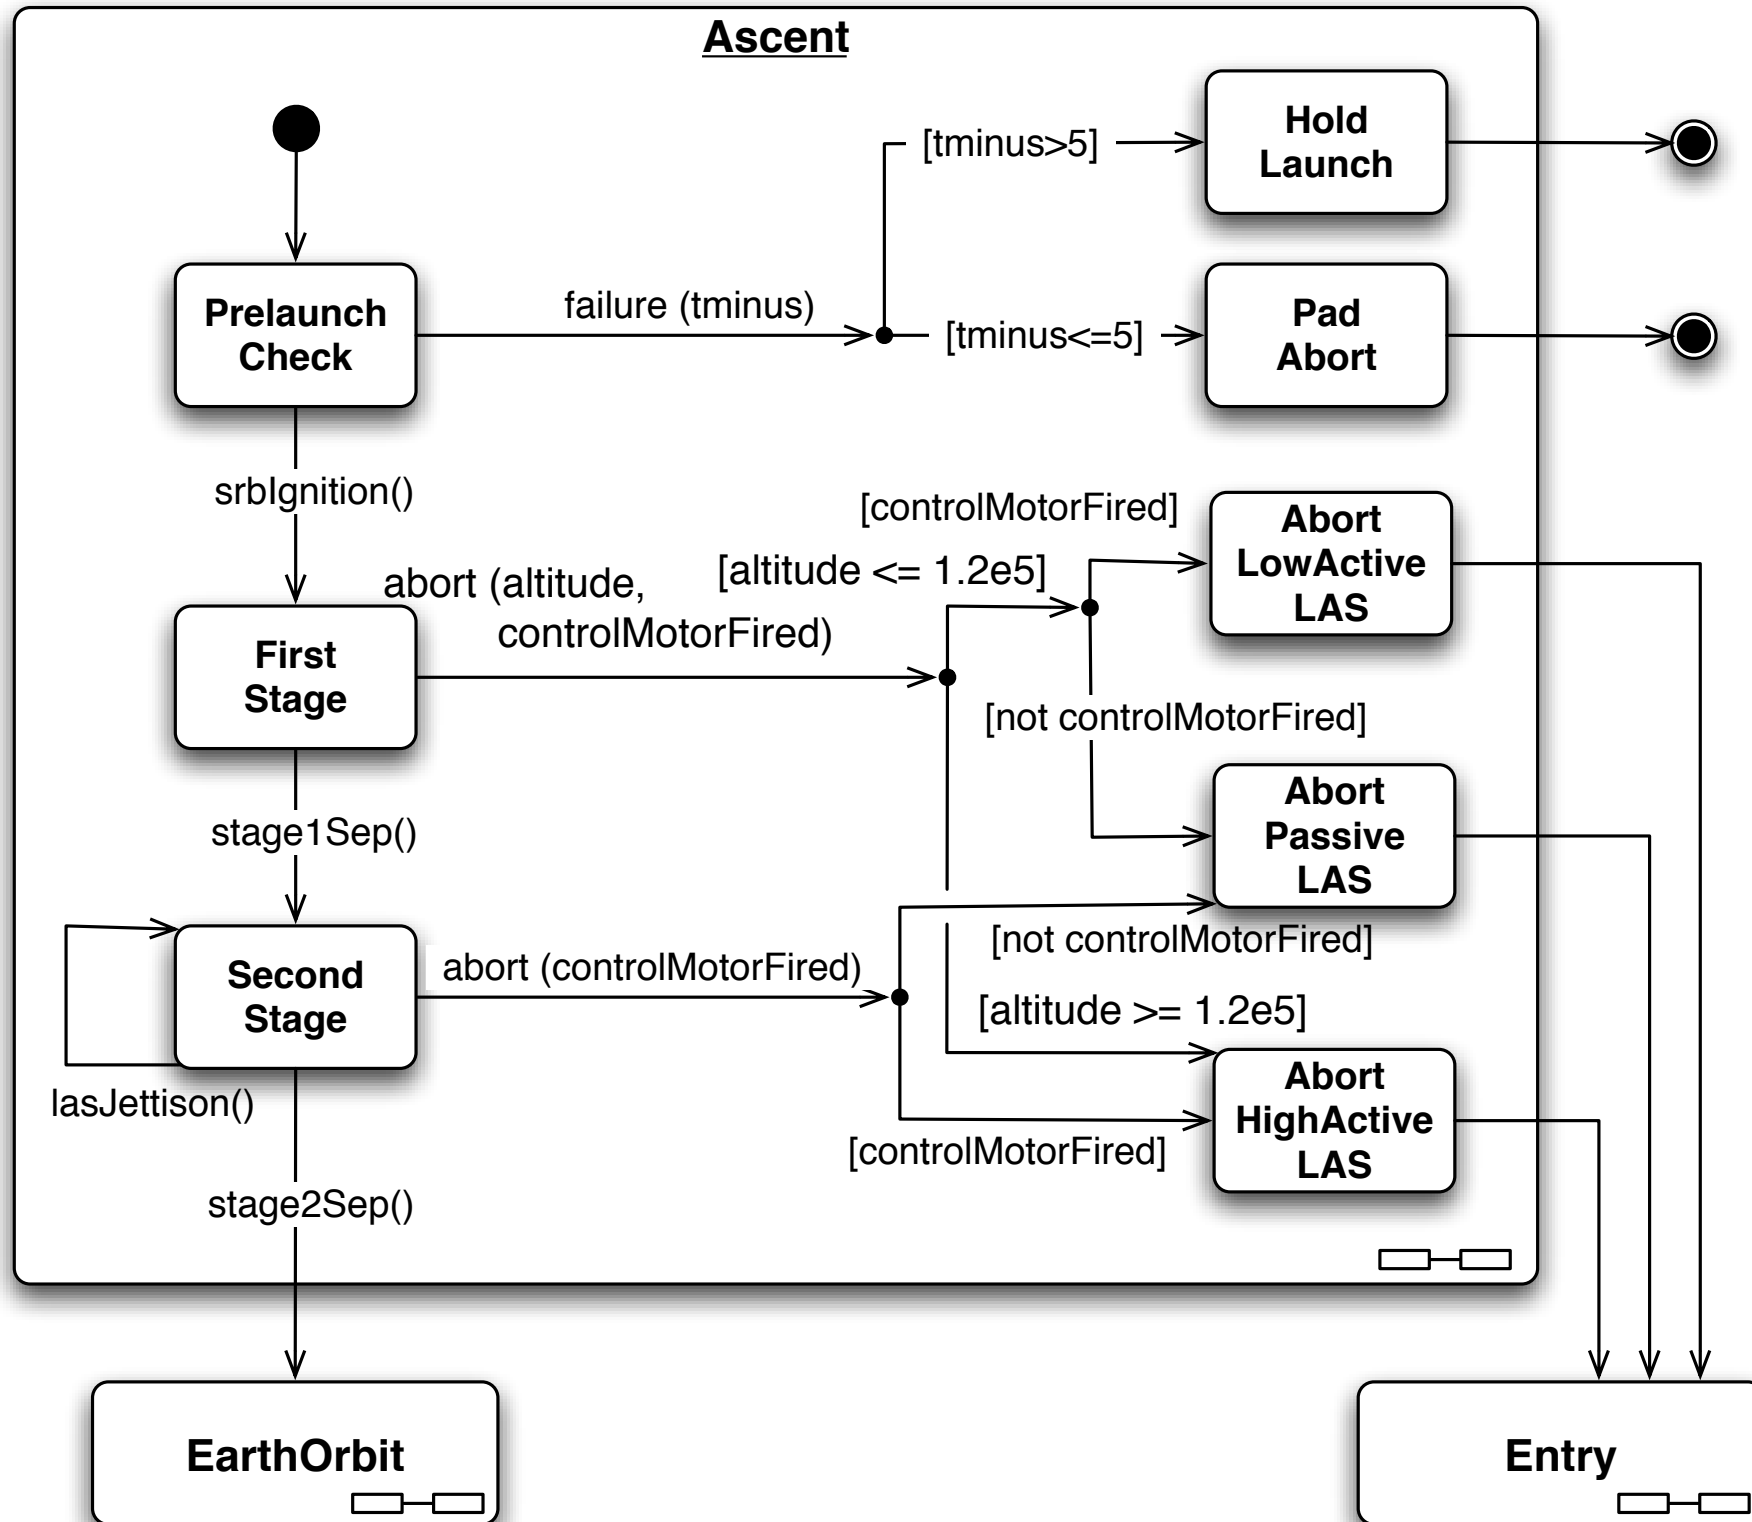 Ascent
Hold
Launch
[tminus>5]
Prelaunch
Check
failure (tminus)
[tminus<=5]
Pad
Abort
srbIgnition()
[controlMotorFired]
Abort
LowActive
LAS
abort (altitude,
controlMotorFired)
[altitude <= 1.2e5]
First
Stage
[not controlMotorFired]
Abort
Passive
LAS
stage1Sep()
[not controlMotorFired]
Second
Stage
abort (controlMotorFired)
[altitude >= 1.2e5]
Abort
HighActive
LAS
lasJettison()
[controlMotorFired]
stage2Sep()
EarthOrbit
Entry